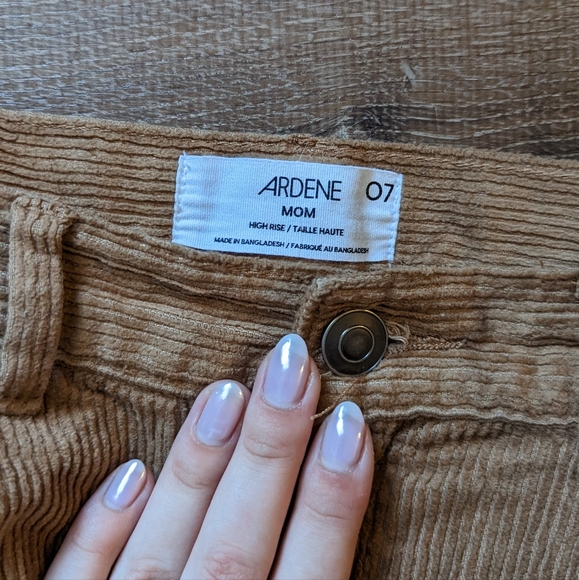 ARDENE 07
MOM
HIGH RISE / TAILLE HAUTE
MADE IN BANGLADESH / FABRIQUÉ AU BANGLADESH